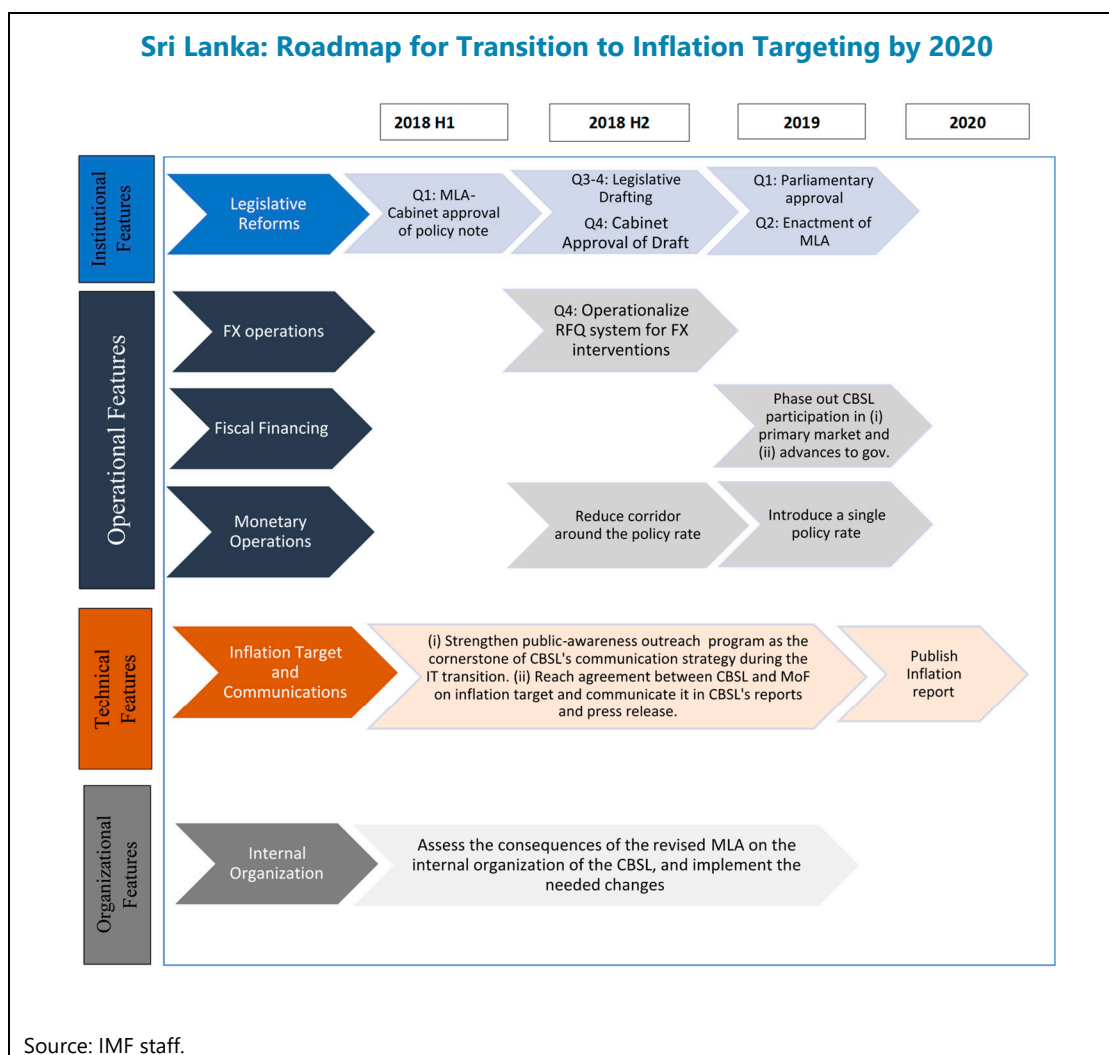 Sri Lanka: Roadmap for Transition to Inflation Targeting by 2020
2018 H1
2018 H2
2019
2020
Institutional
Features
Legislative
Reforms
Q1: MLA-
Cabinet approval
of policy note
Q3-4: Legislative
Drafting
Q4: Cabinet
Approval of Draft
Q1: Parliamentary
approval
Q2: Enactment of
MLA
Operational Features
FX operations
Q4: Operationalize
RFQ system for FX
interventions
Fiscal Financing
Phase out CBSL
participation in (i)
primary market and
(ii) advances to gov.
Monetary
Operations
Reduce corridor
around the policy rate
Introduce a single
policy rate
Technical
Features
Inflation Target
and
Communications
(i) Strengthen public-awareness outreach program as the
cornerstone of CBSL's communication strategy during the
IT transition. (ii) Reach agreement between CBSL and MoF
on inflation target and communicate it in CBSL's reports
and press release.
Publish
Inflation
report
Organizational
Features
Internal
Organization
Assess the consequences of the revised MLA on the
internal organization of the CBSL, and implement the
needed changes
Source: IMF staff.